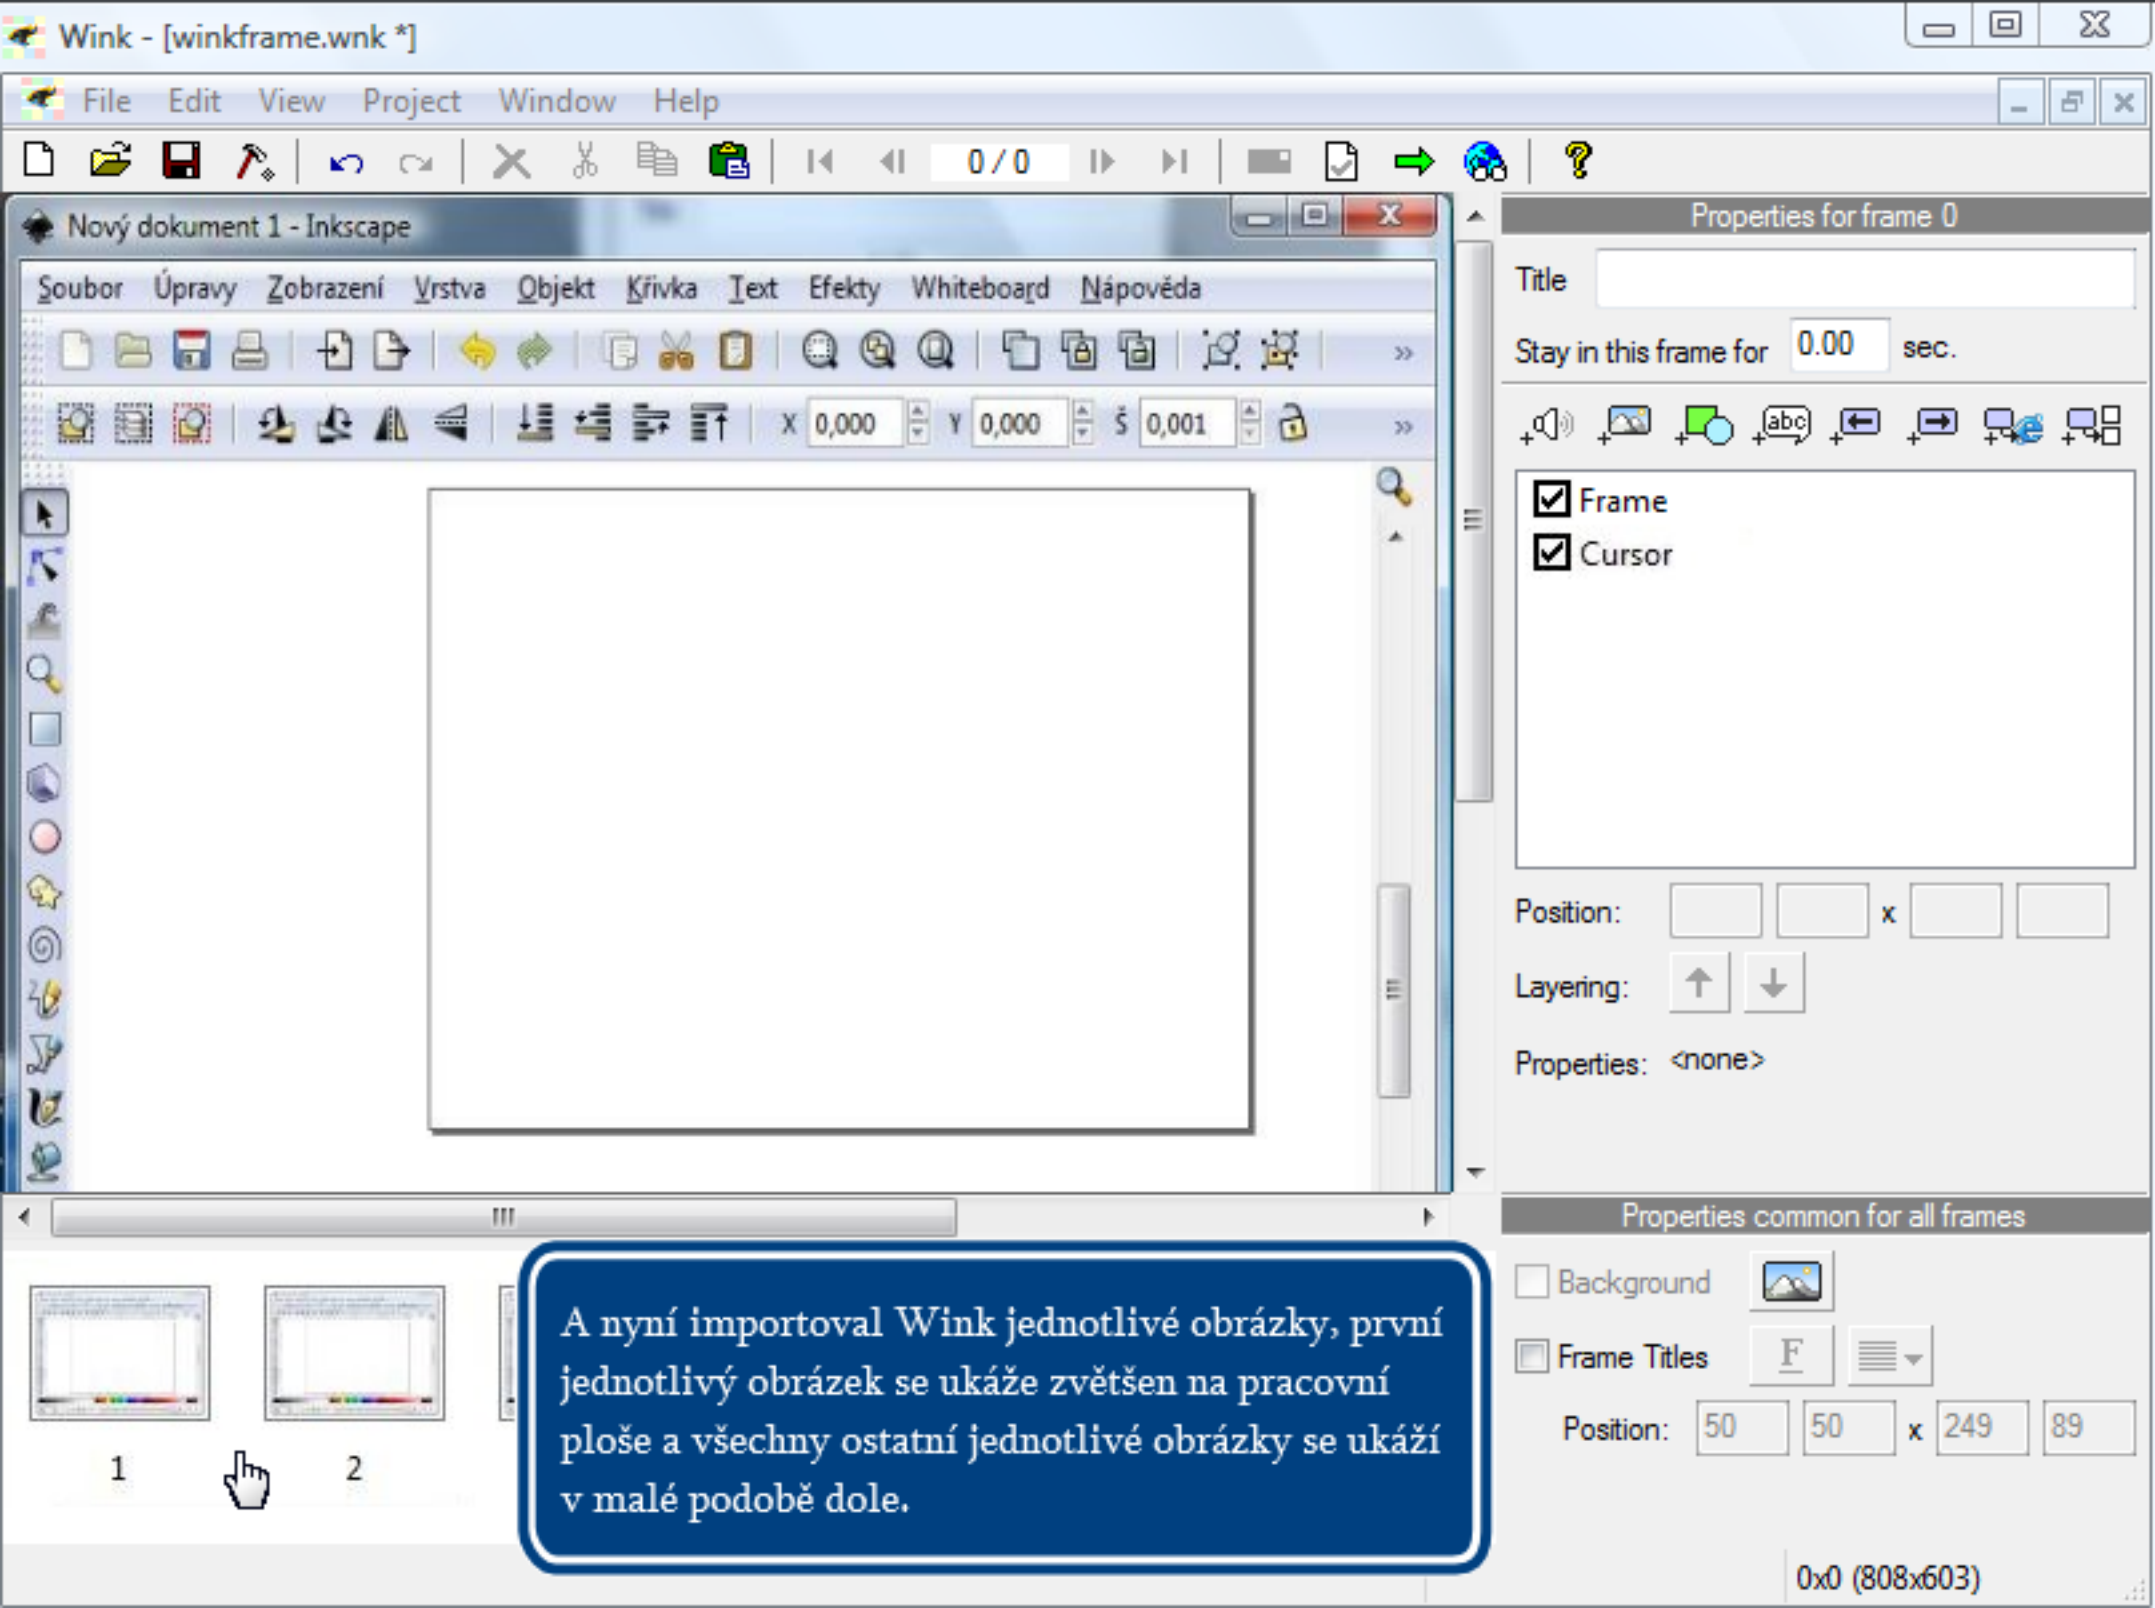 Wink - [winkframe.wnk *]
File Edit View Project Window Help
0 / 0
Nový dokument 1 - Inkscape
Soubor Úpravy Zobrazení Vrstva Objekt Křivka Text Efekty Whiteboard Nápověda
X 0,000 Y 0,000 Š 0,001
Properties for frame 0
Title
Stay in this frame for 0.00 sec.
abc
Frame
Cursor
Position: x
Layering:
Properties: <none>
1 2
A nyní importoval Wink jednotlivé obrázky, první
jednotlivý obrázek se ukáže zvětšen na pracovní
ploše a všechny ostatní jednotlivé obrázky se ukáží
v malé podobě dole.
Properties common for all frames
Background
Frame Titles F
Position: 50 50 x 249 89
0x0 (808x603)